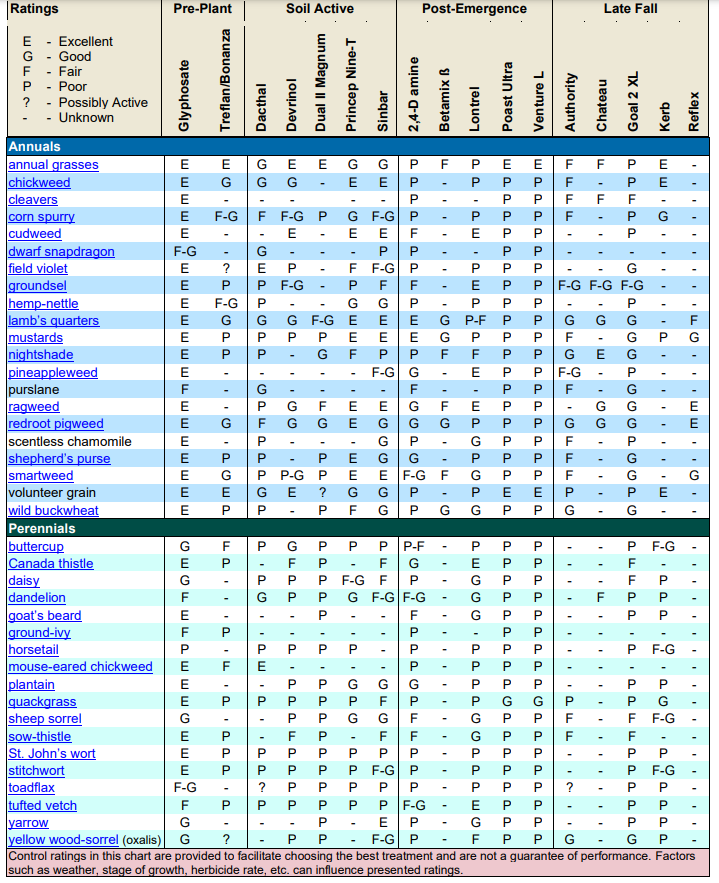 Ratings Pre-Plant Soil Active Post-Emergence Late Fall
E - Excellent
G - Good
F - Fair
P - Poor
? - Possibly Active
- - Unknown
Glyphosate Treflan/Bonanza Dacthal Devrinol Dual II Magnum Princep Nine-T Sinbar 2,4-D amine Betamix ß Lontrel Poast Ultra Venture L Authority Chateau Goal 2 XL Kerb Reflex
Annuals
annual grasses E E G E E G G P F P E E F F P E -
chickweed E G G G - E E P - P P P F - P E -
cleavers E - - - - - - P - - P P F F F - -
corn spurry E F-G F F-G P G F-G P - P P P F - P G -
cudweed E - - E - E E F - E P P - - P - -
dwarf snapdragon F-G - G - - - P P - - P P - - - - -
field violet E ? E P - F F-G P - P P P - - G - -
groundsel E P P F-G - P F F - E P P F-G F-G F-G - -
hemp-nettle E F-G P - - G G P - P P P - - P - -
lamb's quarters E G G G F-G E E E G P-F P P G G G - F
mustards E P P P P E E E G P P P F - G P G
nightshade E P P - G F P P F F P P G E G - -
pineappleweed E - - - - - F-G G - E P P F-G - P - -
purslane F - G - - - - F - - P P F - G - -
ragweed E - P G F E E G F E P P - G G - E
redroot pigweed E G F G G E G G G P P P G G G - E
scentless chamomile E - P - - - G P - G P P F - P - -
shepherd's purse E P P - P E G G - P P P F - G - -
smartweed E G P P-G P E E F-G F G P P F - G - G
volunteer grain E E G E ? G G P - P E E P - P E -
wild buckwheat E P P - P F G P G G P P G - G - -
Perennials
buttercup G F P G P P P P-F - P P P - - P F-G -
Canada thistle E P - F P - F G - E P P - - F - -
daisy G - P P P F-G F P - G P P - - F P -
dandelion F - G P P G F-G F-G - G P P - F P P -
goat's beard E - - - P - - F - G P P - - P P -
ground-ivy F P - - - - - P - - P P - - - - -
horsetail P - P P P P - P - P P P - - P F-G -
mouse-eared chickweed E F E - - - - P - P P P - - - - -
plantain E - - P P G G G - P P P - - P P -
quackgrass E P P P P P F P - P G G P - P G -
sheep sorrel G - - P P G G F - G P P F - F F-G -
sow-thistle E P - F P - F F - G P P F - F - -
St. John's wort E P P P P P P P - P P P - - P P -
stitchwort E P P P P P F-G P - P P P - - P F-G -
toadflax F-G - ? P P P P P - P P P ? - P P -
tufted vetch F P P P P P P F-G - E P P - - P P -
yarrow G - - - P - E P - G P P - - P P -
yellow wood-sorrel (oxalis) G ? - P P - F-G P - F P P G - G P -
Control ratings in this chart are provided to facilitate choosing the best treatment and are not a guarantee of performance. Factors
such as weather, stage of growth, herbicide rate, etc. can influence presented ratings.